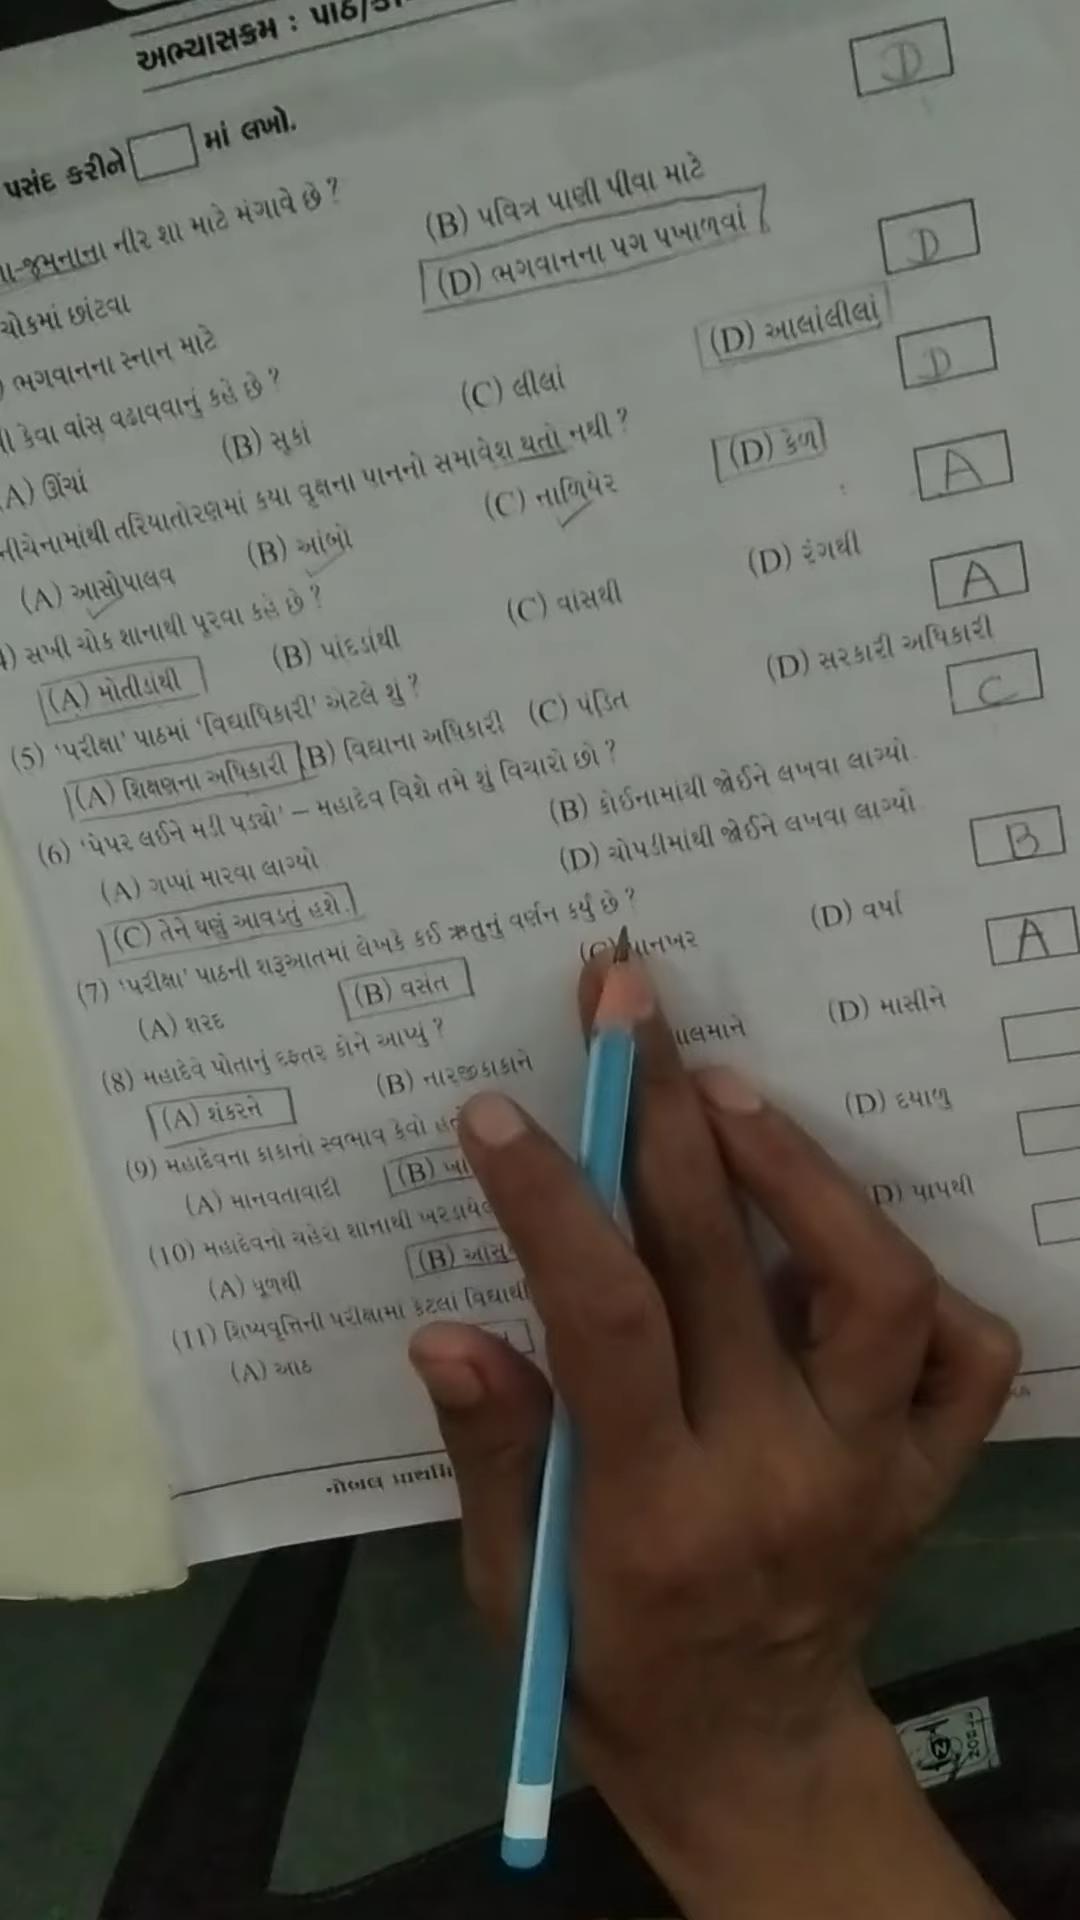 અભ્યાસક્રમ : પાઠ/
D
પસંદ કરીને માં લખો.
-જમનાના નીર શા માટે મંગાવે છે ?
ચોકમાં છાંટવા (B) પવિત્ર પાણી પીવા માટે
ભગવાનના સ્નાન માટે (D) ભગવાનના પગ પખાળવાં
D
કેવા વાંસ વઢાવવાનું કહે છે ?
(A) ઊંચાં (B) સૂકાં (C) લીલાં (D) આલાંલીલાં
D
નીચેનામાંથી તરિયાતોરણમાં કયા વૃક્ષના પાનનો સમાવેશ થતો નથી ?
(A) આસોપાલવ (B) આંબો (C) નાળિયેર (D) કેળ
A
) સખી ચોક શાનાથી પૂરવા કહે છે ?
(A) મોતીડાંથી (B) પાંદડાંથી (C) વાંસથી (D) રંગથી
A
(5) ‘પરીક્ષા’ પાઠમાં ‘વિદ્યાધિકારી’ એટલે શું ?
(A) શિક્ષણના અધિકારી (B) વિદ્યાના અધિકારી (C) પંડિત (D) સરકારી અધિકારી
C
(6) ‘પેપર લઈને મંડી પડ્યો’ – મહાદેવ વિશે તમે શું વિચારો છો ?
(A) ગપ્પાં મારવા લાગ્યો (B) કોઈનામાંથી જોઈને લખવા લાગ્યો.
(C) તેને ઘણું આવડતું હશે. (D) ચોપડીમાંથી જોઈને લખવા લાગ્યો
B
(7) ‘પરીક્ષા’ પાઠની શરૂઆતમાં લેખકે કઈ ઋતુનું વર્ણન કર્યું છે ?
(A) શરદ (B) વસંત (C) પાનખર (D) વર્ષા
A
(8) મહાદેવે પોતાનું દફતર કોને આપ્યું ?
(A) શંકરને (B) નારજીકાકાને (D) માસીને
(9) મહાદેવના કાકાનો સ્વભાવ કેવો
(A) માનવતાવાદી (B) (D) દયાળુ
(10) મહાદેવનો ચહેરો શાનાથી
(A) ધૂળથી (B) (D) પાપથી
(11) શિષ્યવૃત્તિની પરીક્ષામાં કેટલાં
(A) આઠ
નોબલ